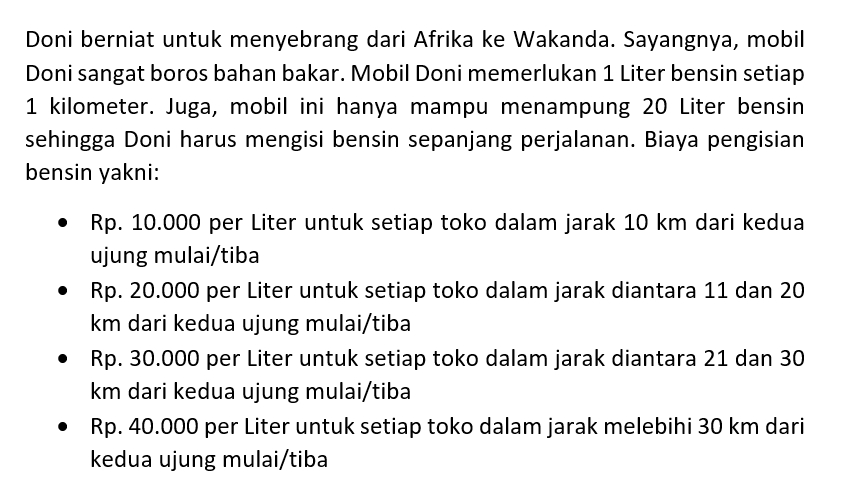 Doni berniat untuk menyebrang dari Afrika ke Wakanda. Sayangnya, mobil
Doni sangat boros bahan bakar. Mobil Doni memerlukan 1 Liter bensin setiap
1 kilometer. Juga, mobil ini hanya mampu menampung 20 Liter bensin
sehingga Doni harus mengisi bensin sepanjang perjalanan. Biaya pengisian
bensin yakni:
• Rp. 10.000 per Liter untuk setiap toko dalam jarak 10 km dari kedua
ujung mulai/tiba
• Rp. 20.000 per Liter untuk setiap toko dalam jarak diantara 11 dan 20
km dari kedua ujung mulai/tiba
• Rp. 30.000 per Liter untuk setiap toko dalam jarak diantara 21 dan 30
km dari kedua ujung mulai/tiba
• Rp. 40.000 per Liter untuk setiap toko dalam jarak melebihi 30 km dari
kedua ujung mulai/tiba